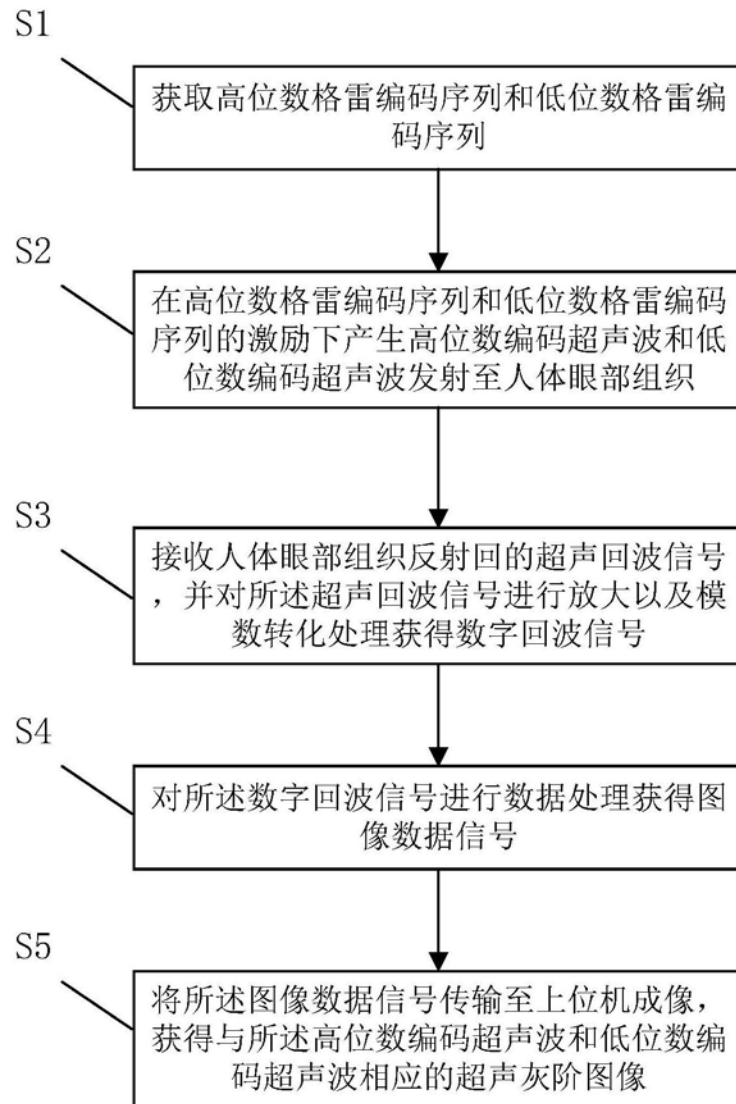 S1
获取高位数格雷编码序列和低位数格雷编
码序列
S2
在高位数格雷编码序列和低位数格雷编码
序列的激励下产生高位数编码超声波和低
位数编码超声波发射至人体眼部组织
S3
接收人体眼部组织反射回的超声回波信号
，并对所述超声回波信号进行放大以及模
数转化处理获得数字回波信号
S4
对所述数字回波信号进行数据处理获得图
像数据信号
S5
将所述图像数据信号传输至上位机成像，
获得与所述高位数编码超声波和低位数编
码超声波相应的超声灰阶图像